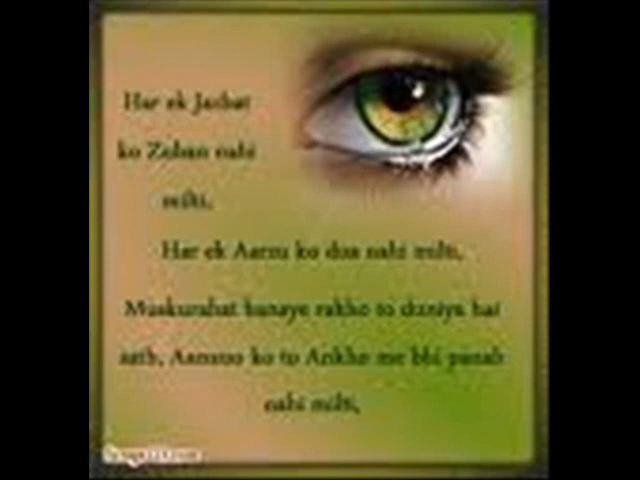 Har ek Jazbat
ko Zuban nahi
milti,
Har ek Aarzu ko dua nahi milti,
Muskurahat banaye rakho to duniya hai
sath, Aansuo ko to Ankho me bhi panah
nahi milti,